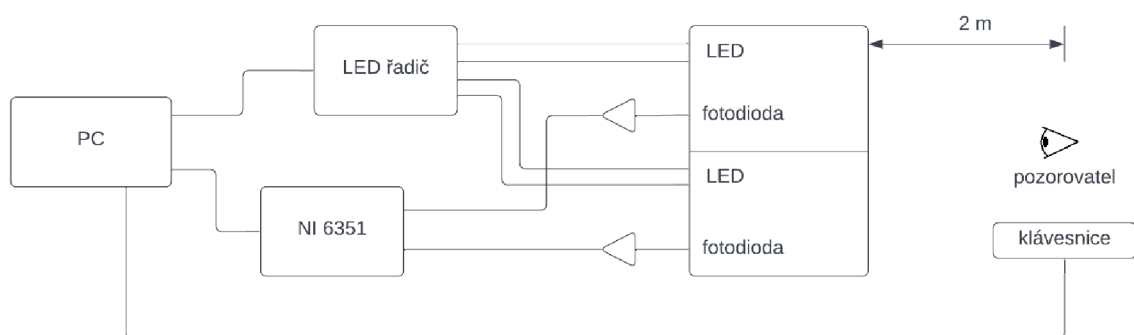 2 m
LED
LED řadič
fotodioda
PC
pozorovatel
LED
NI 6351
klávesnice
fotodioda